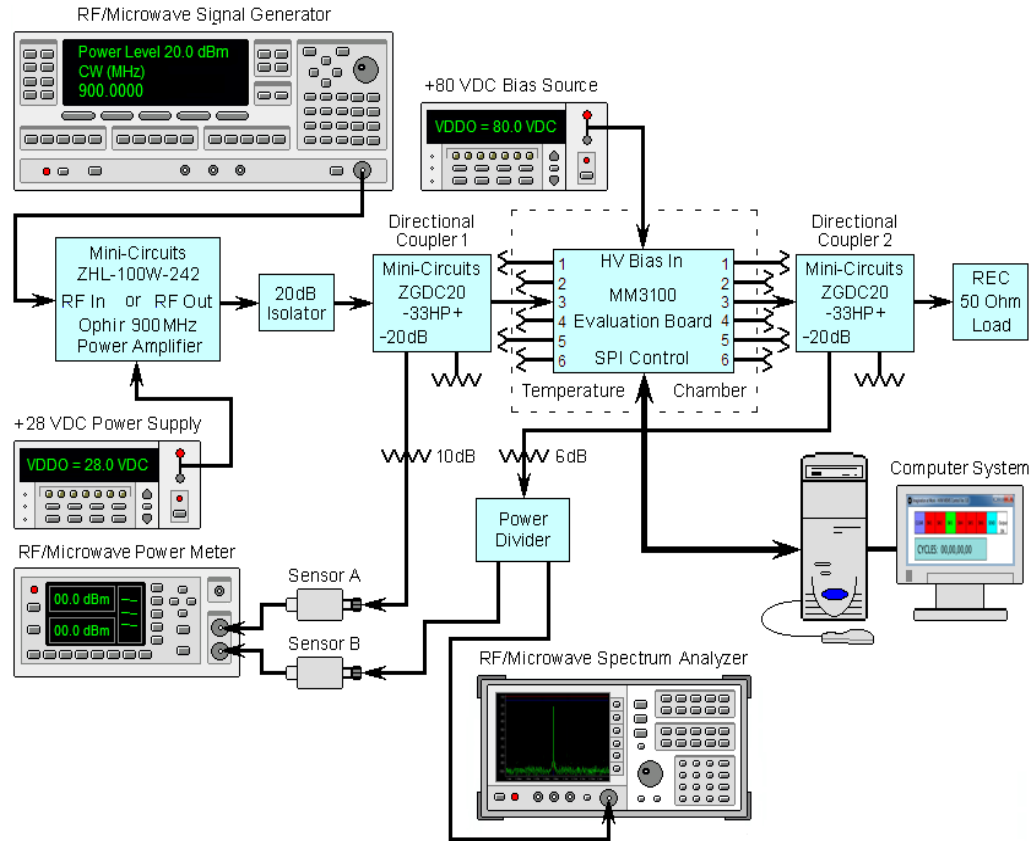 RF/Microwave Signal Generator
Power Level 20.0 dBm
CW (MHz)
900.0000
+80 VDC Bias Source
VDDO = 80.0 VDC
Directional
Coupler 1
Directional
Coupler 2
Mini-Circuits
ZHL-100W-242
RF In or RF Out
Ophir 900MHz
Power Amplifier
20dB
Isolator
Mini-Circuits
ZGDC20
-33HP+
-20dB
1
2
3
4
5
6
HV Bias In
MM3100
Evaluation Board
SPI Control
1
2
3
4
5
6
Mini-Circuits
ZGDC20
-33HP+
-20dB
REC
50 Ohm
Load
Temperature Chamber
+28 VDC Power Supply
VDDO = 28.0 VDC
10dB
6dB
Power
Divider
Computer System
CYCLES: 00,00,00,00
RF/Microwave Power Meter
00.0 dBm
00.0 dBm
Sensor A
Sensor B
RF/Microwave Spectrum Analyzer